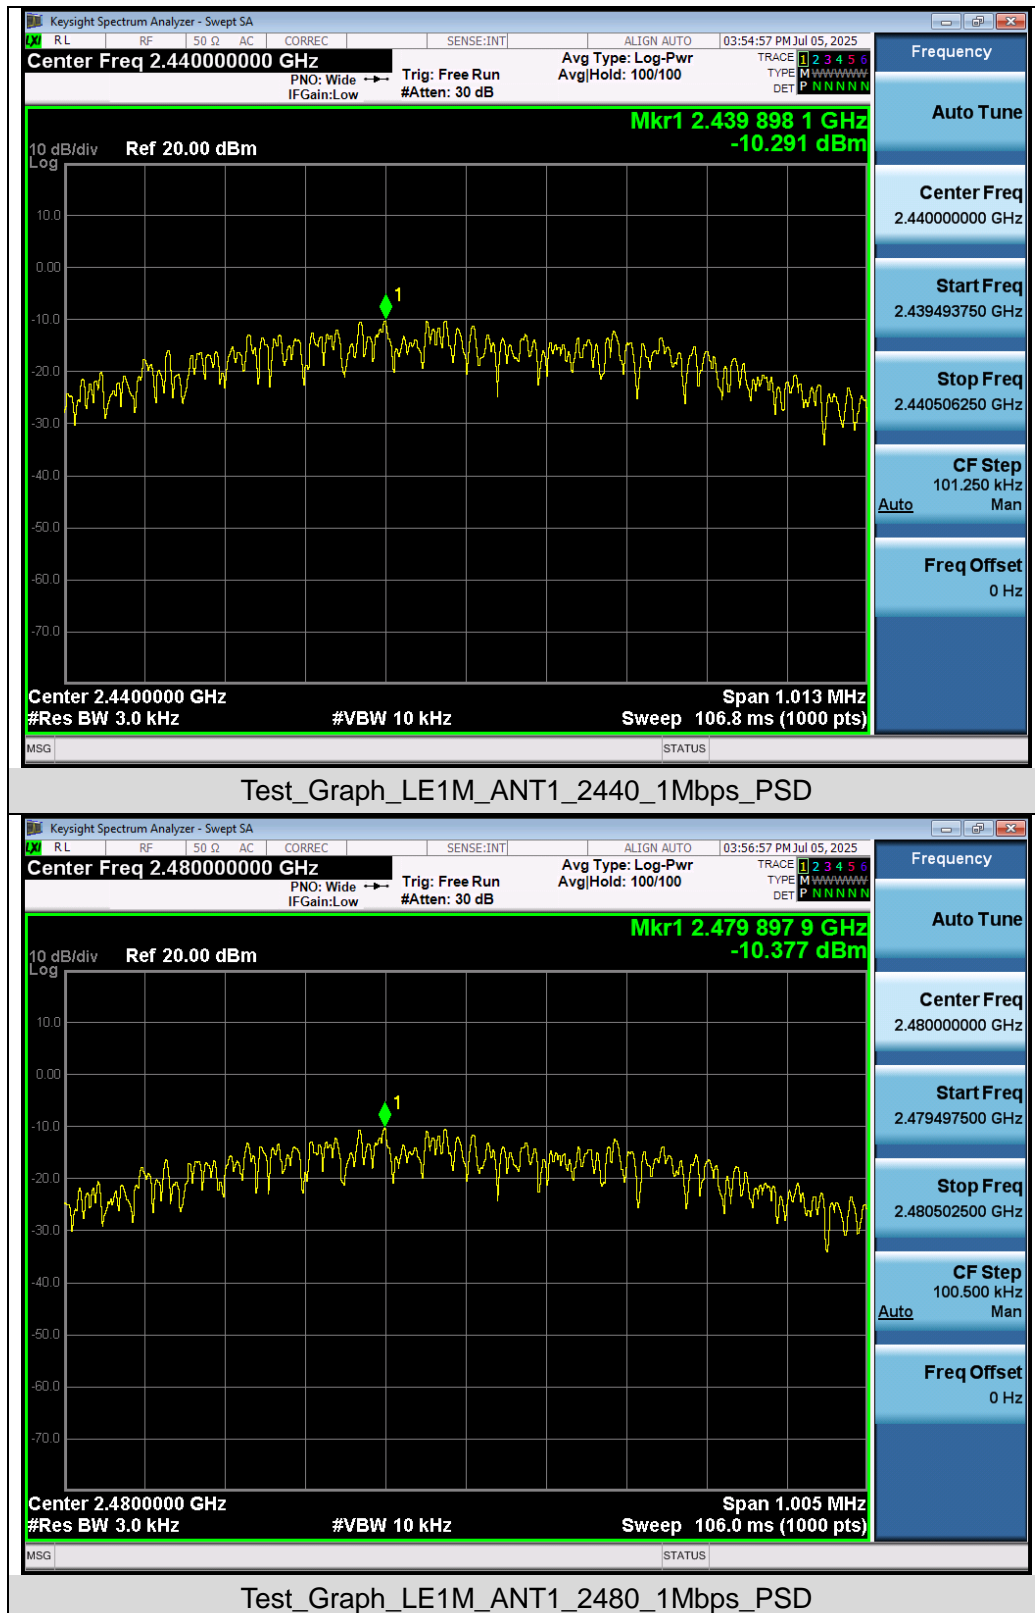 Keysight Spectrum Analyzer - Swept SA
LXI RL RF 50 Ω AC CORREC SENSE:INT ALIGN AUTO 03:54:57 PM Jul 05, 2025
Center Freq 2.440000000 GHz
PNO: Wide
IFGain:Low
Trig: Free Run
#Atten: 30 dB
Avg Type: Log-Pwr
Avg|Hold: 100/100
TRACE 1 2 3 4 5 6
TYPE M W W W W W
DET P N N N N N
Mkr1 2.439 898 1 GHz
-10.291 dBm
10 dB/div Ref 20.00 dBm
Log
10.0
0.00
1
-10.0
-20.0
-30.0
-40.0
-50.0
-60.0
-70.0
Center 2.4400000 GHz Span 1.013 MHz
#Res BW 3.0 kHz #VBW 10 kHz Sweep 106.8 ms (1000 pts)
MSG STATUS
Frequency
Auto Tune
Center Freq
2.440000000 GHz
Start Freq
2.439493750 GHz
Stop Freq
2.440506250 GHz
CF Step
101.250 kHz
Auto Man
Freq Offset
0 Hz
Test_Graph_LE1M_ANT1_2440_1Mbps_PSD
Keysight Spectrum Analyzer - Swept SA
LXI RL RF 50 Ω AC CORREC SENSE:INT ALIGN AUTO 03:56:57 PM Jul 05, 2025
Center Freq 2.480000000 GHz
PNO: Wide
IFGain:Low
Trig: Free Run
#Atten: 30 dB
Avg Type: Log-Pwr
Avg|Hold: 100/100
TRACE 1 2 3 4 5 6
TYPE M W W W W W
DET P N N N N N
Mkr1 2.479 897 9 GHz
-10.377 dBm
10 dB/div Ref 20.00 dBm
Log
10.0
0.00
1
-10.0
-20.0
-30.0
-40.0
-50.0
-60.0
-70.0
Center 2.4800000 GHz Span 1.005 MHz
#Res BW 3.0 kHz #VBW 10 kHz Sweep 106.0 ms (1000 pts)
MSG STATUS
Frequency
Auto Tune
Center Freq
2.480000000 GHz
Start Freq
2.479497500 GHz
Stop Freq
2.480502500 GHz
CF Step
100.500 kHz
Auto Man
Freq Offset
0 Hz
Test_Graph_LE1M_ANT1_2480_1Mbps_PSD